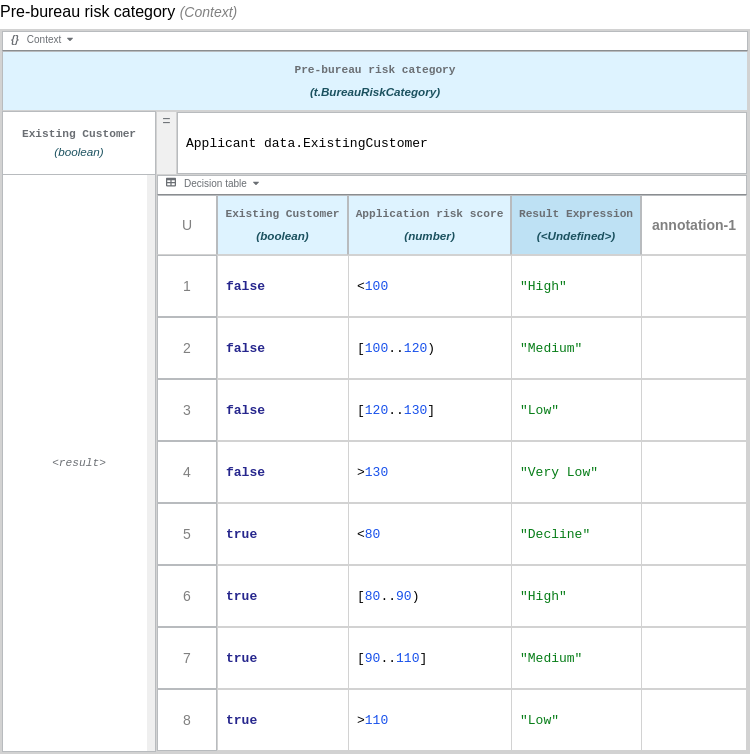 Pre-bureau risk category (Context)
{} Context
Pre-bureau risk category
(t.BureauRiskCategory)
Existing Customer
(boolean)
=
Applicant data.ExistingCustomer
<result>
Decision table
U
Existing Customer
(boolean)
Application risk score
(number)
Result Expression
(<Undefined>)
annotation-1
1 false <100 "High"
2 false [100..120) "Medium"
3 false [120..130] "Low"
4 false >130 "Very Low"
5 true <80 "Decline"
6 true [80..90) "High"
7 true [90..110] "Medium"
8 true >110 "Low"